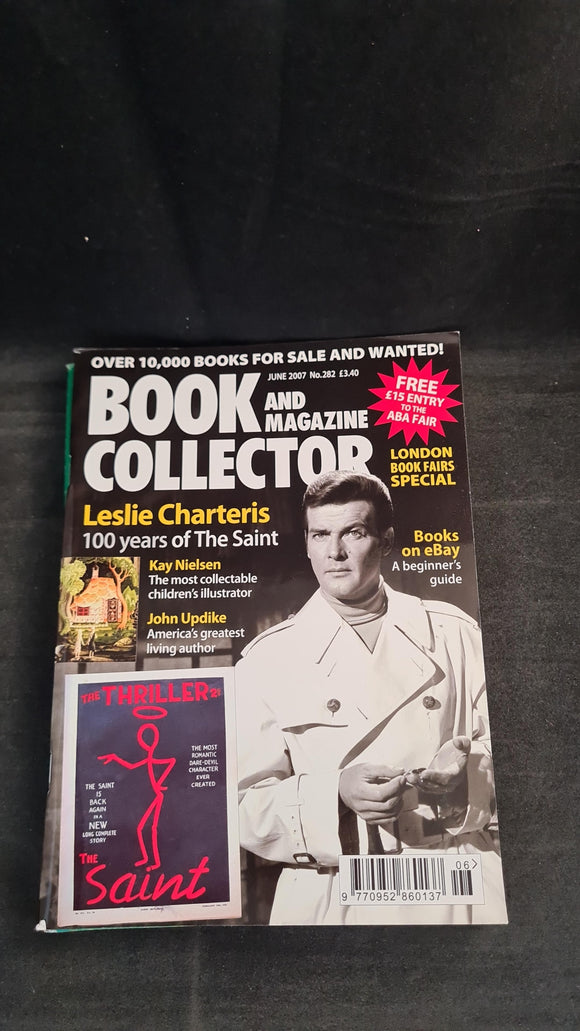 OVER 10,000 BOOKS FOR SALE AND WANTED!
JUNE 2007 No.282 £3.40
BOOK AND
MAGAZINE
COLLECTOR
FREE
£15 ENTRY
TO THE
ABA FAIR
LONDON
BOOK FAIRS
SPECIAL
Leslie Charteris
100 years of The Saint
Books
on eBay
A beginner's
guide
Kay Nielsen
The most collectable
children's illustrator
John Updike
America's greatest
living author
THE THRILLER 2d
THE MOST
ROMANTIC
DARE-DEVIL
CHARACTER
EVER
CREATED
THE SAINT
IS
BACK
AGAIN
IN A
NEW
LONG COMPLETE
STORY
THE
Saint
06>
9 770952 860137